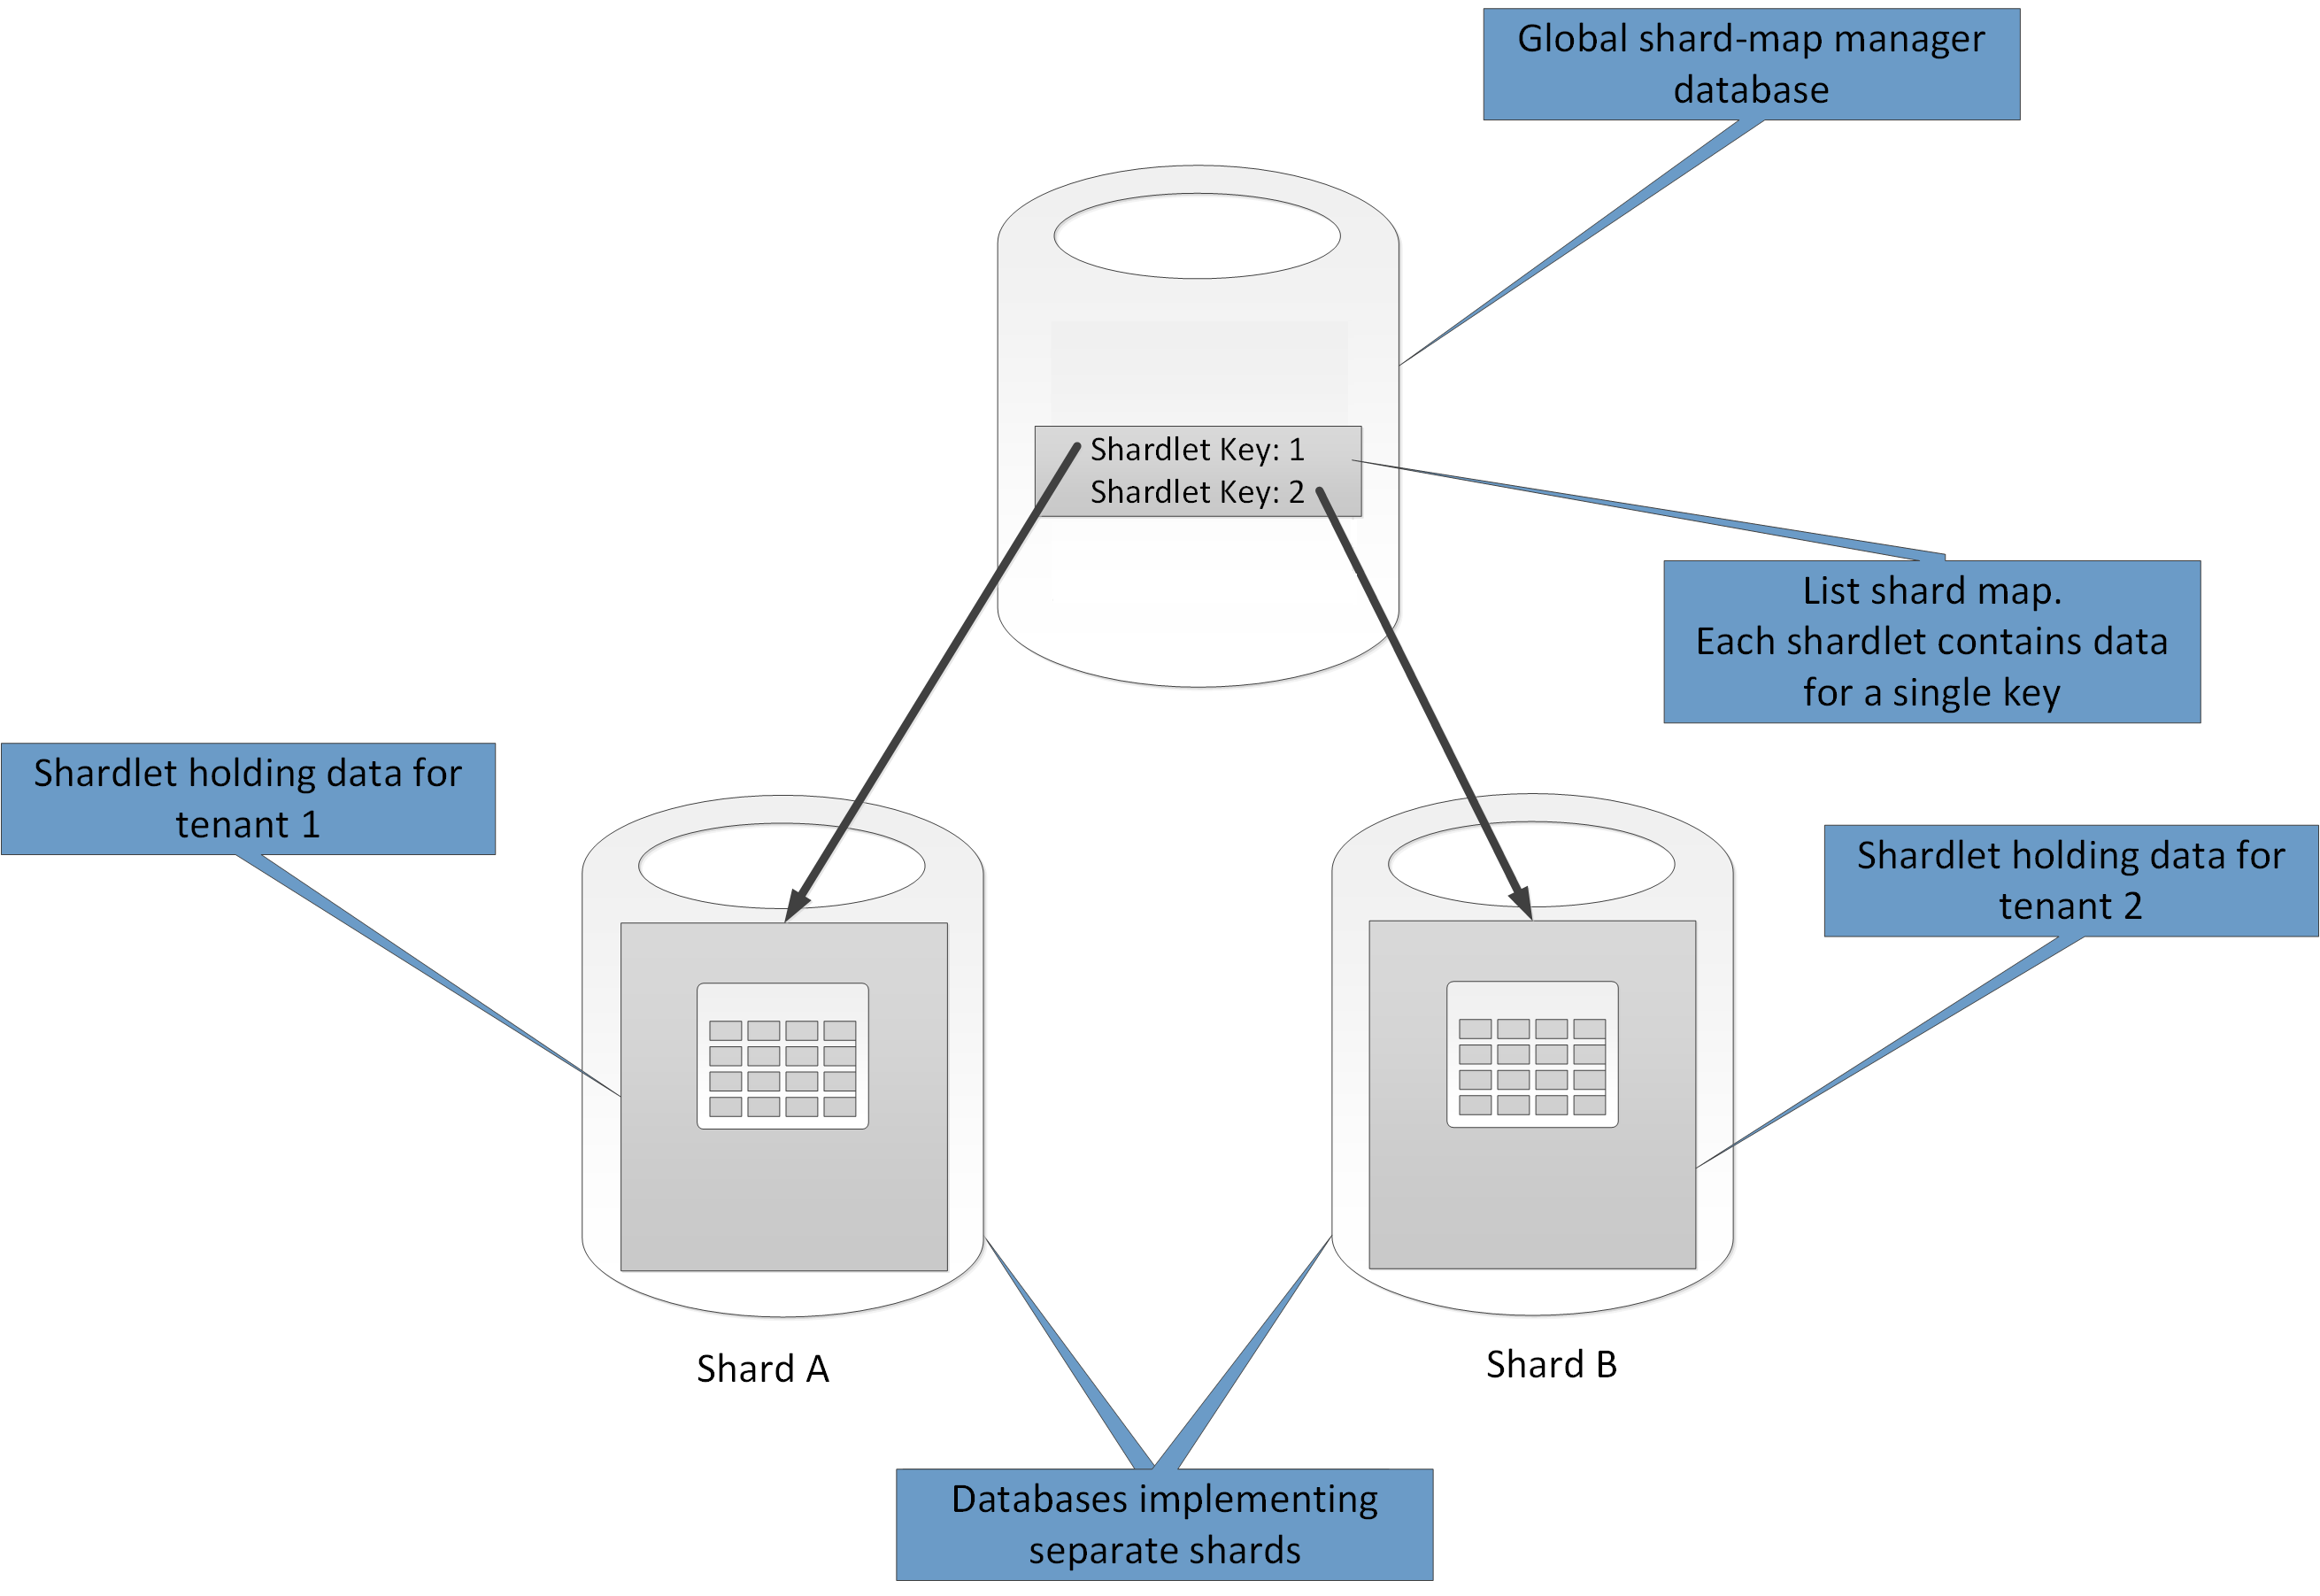 Global shard-map manager
database
Shardlet Key: 1
Shardlet Key: 2
List shard map.
Each shardlet contains data
for a single key
Shardlet holding data for
tenant 1
Shardlet holding data for
tenant 2
Shard A
Shard B
Databases implementing
separate shards